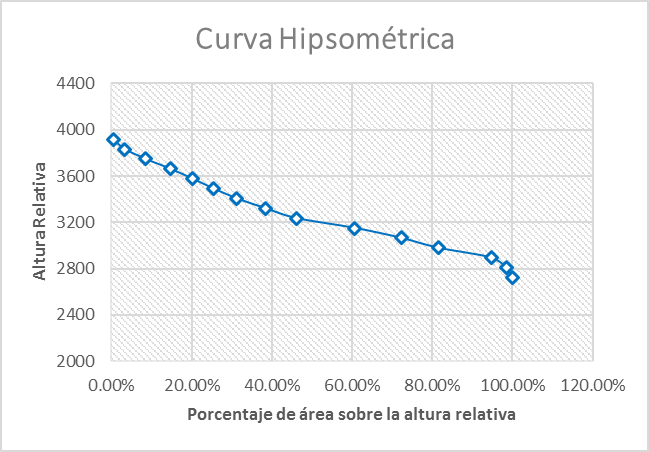 Curva Hipsométrica
4400
4000
3600
3200
2800
2400
2000
Altura Relativa
0.00% 20.00% 40.00% 60.00% 80.00% 100.00% 120.00%
Porcentaje de área sobre la altura relativa